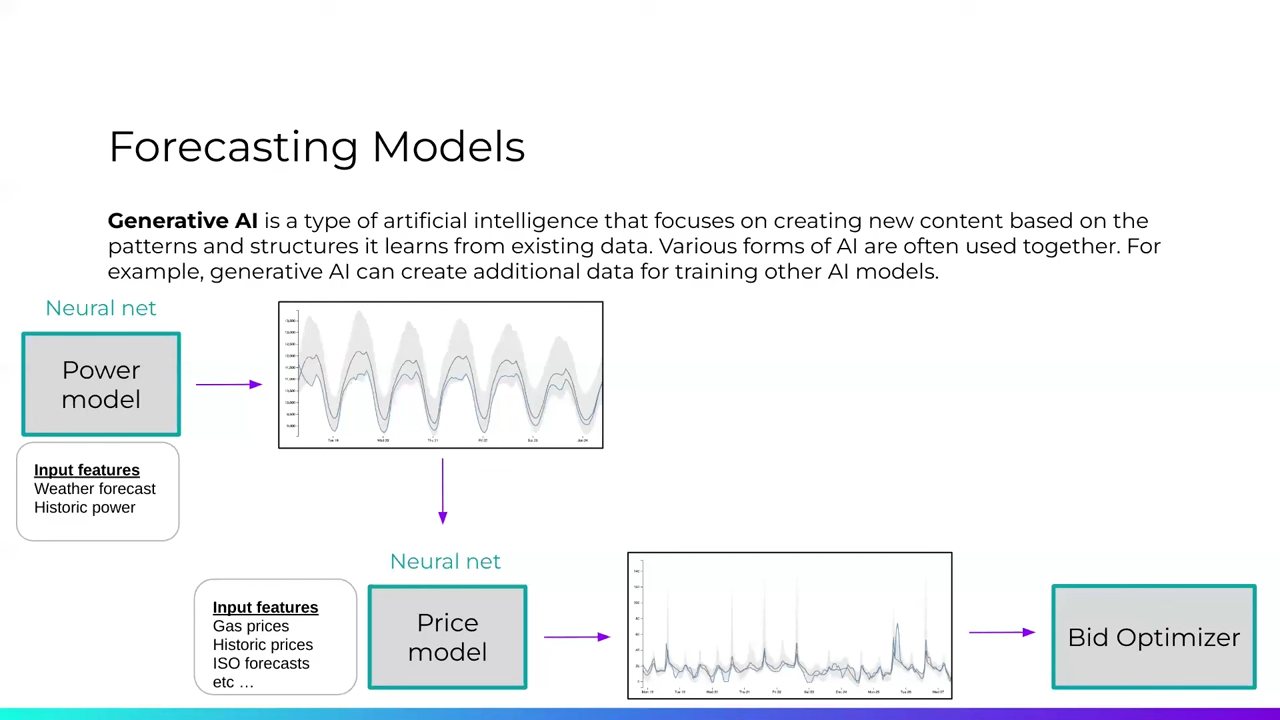 Forecasting Models
Generative AI is a type of artificial intelligence that focuses on creating new content based on the
patterns and structures it learns from existing data. Various forms of AI are often used together. For
example, generative AI can create additional data for training other AI models.
Neural net
Power
model
Input features
Weather forecast
Historic power
Neural net
Price
model
Input features
Gas prices
Historic prices
ISO forecasts
etc …
Bid Optimizer